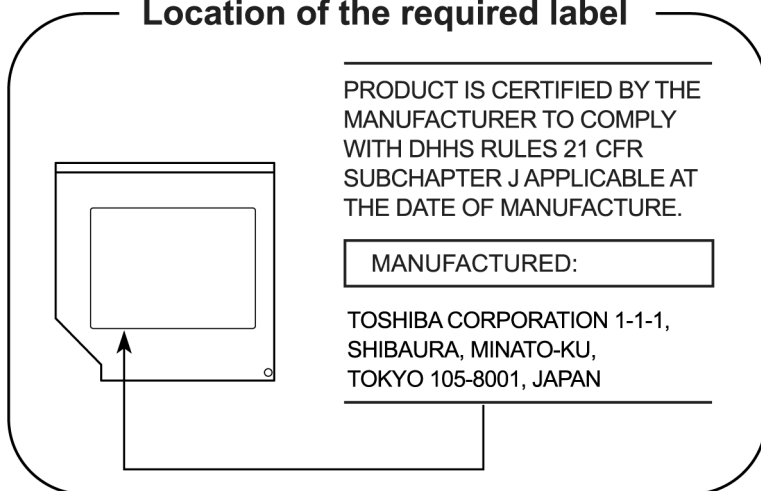 Location of the required label
PRODUCT IS CERTIFIED BY THE
MANUFACTURER TO COMPLY
WITH DHHS RULES 21 CFR
SUBCHAPTER J APPLICABLE AT
THE DATE OF MANUFACTURE.
MANUFACTURED:
TOSHIBA CORPORATION 1-1-1,
SHIBAURA, MINATO-KU,
TOKYO 105-8001, JAPAN